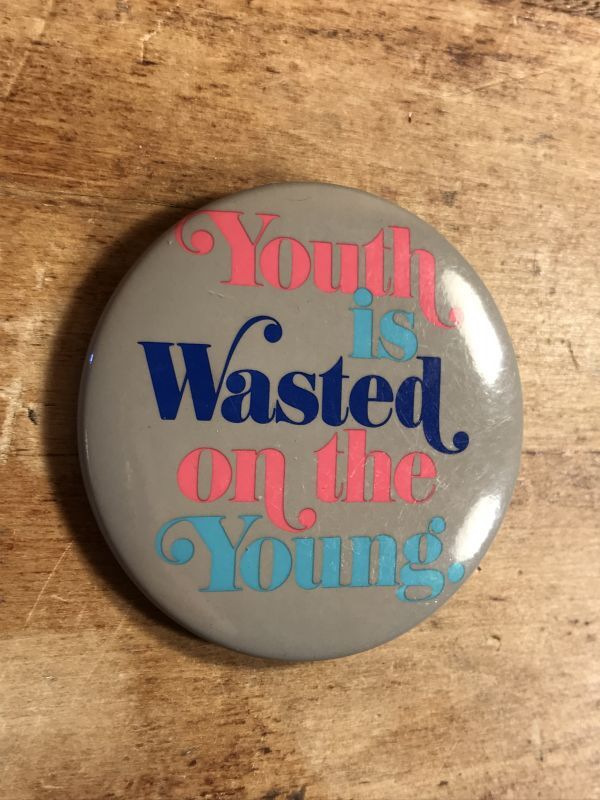 Youth
is
Wasted
on the
Young.